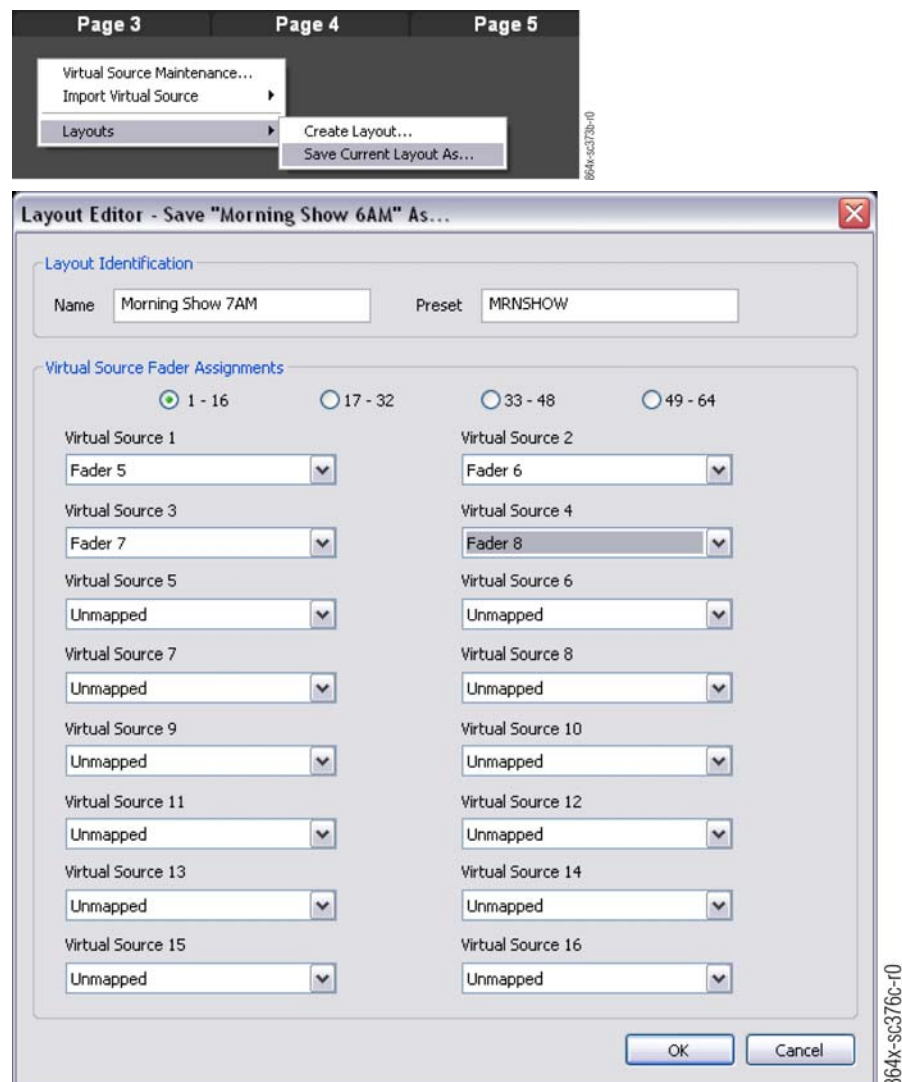 Page 3 Page 4 Page 5
Virtual Source Maintenance...
Import Virtual Source
Layouts
Create Layout...
Save Current Layout As...
864x-sc373b-r0
Layout Editor - Save "Morning Show 6AM" As...
Layout Identification
Name Morning Show 7AM Preset MRNSHOW
Virtual Source Fader Assignments
1 - 16 17 - 32 33 - 48 49 - 64
Virtual Source 1 Virtual Source 2
Fader 5 Fader 6
Virtual Source 3 Virtual Source 4
Fader 7 Fader 8
Virtual Source 5 Virtual Source 6
Unmapped Unmapped
Virtual Source 7 Virtual Source 8
Unmapped Unmapped
Virtual Source 9 Virtual Source 10
Unmapped Unmapped
Virtual Source 11 Virtual Source 12
Unmapped Unmapped
Virtual Source 13 Virtual Source 14
Unmapped Unmapped
Virtual Source 15 Virtual Source 16
Unmapped Unmapped
OK Cancel
864x-sc376c-r0